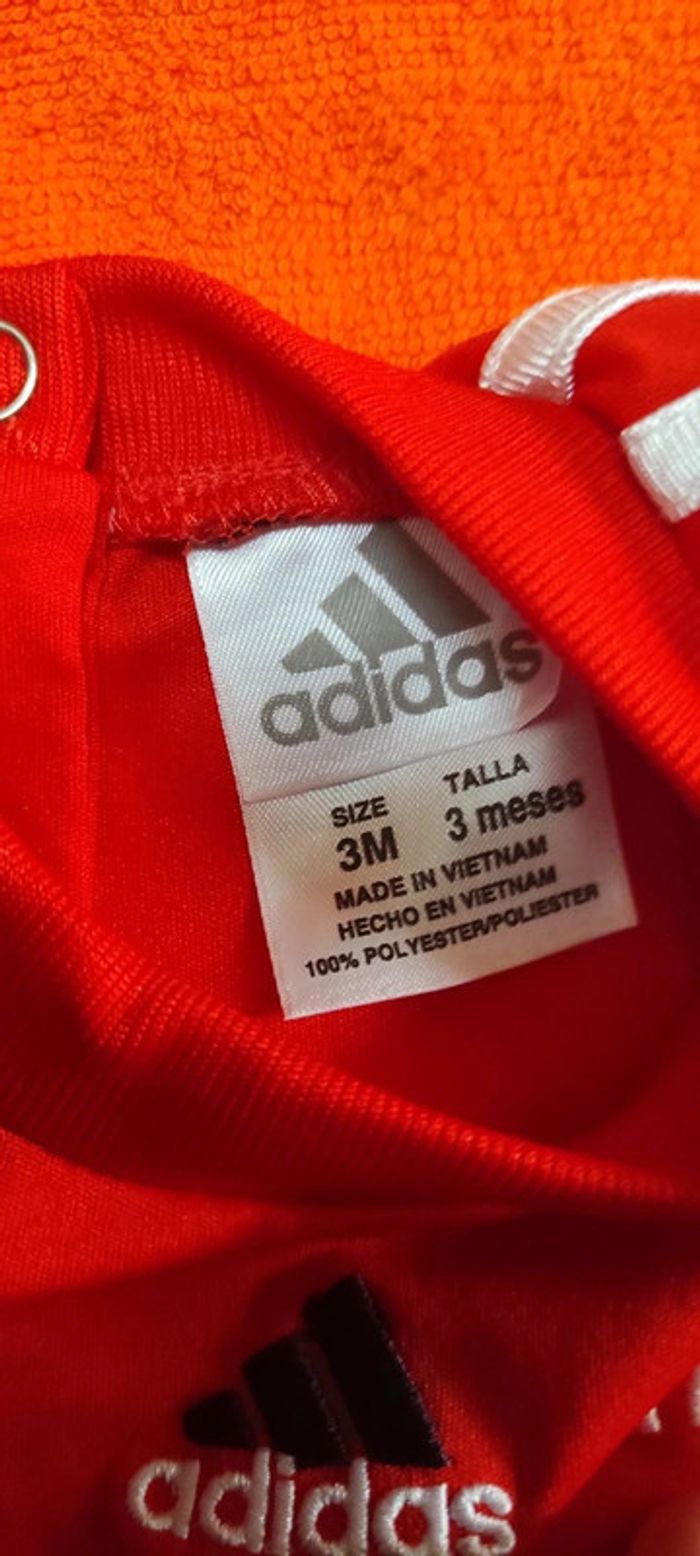 adidas
SIZE TALLA
3M 3 meses
MADE IN VIETNAM
HECHO EN VIETNAM
100% POLYESTER/POLIESTER
adidas